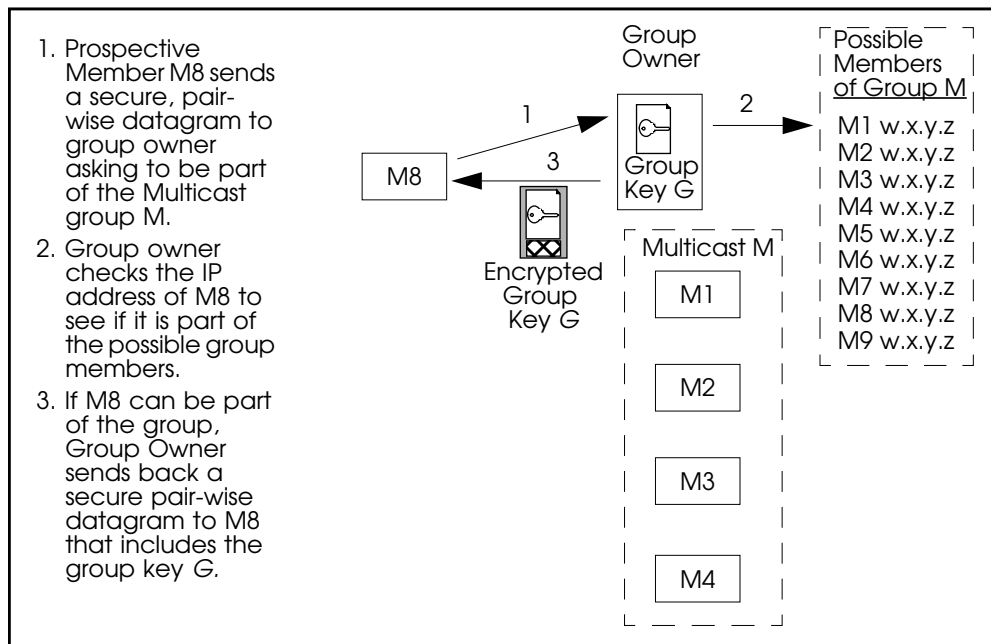 1. Prospective
Member M8 sends
a secure, pair-
wise datagram to
group owner
asking to be part
of the Multicast
group M.
2. Group owner
checks the IP
address of M8 to
see if it is part of
the possible group
members.
3. If M8 can be part
of the group,
Group Owner
sends back a
secure pair-wise
datagram to M8
that includes the
group key G.
Group
Owner
1
2
3
M8
Group
Key G
Encrypted
Group
Key G
Multicast M
M1
M2
M3
M4
Possible
Members
of Group M
M1 w.x.y.z
M2 w.x.y.z
M3 w.x.y.z
M4 w.x.y.z
M5 w.x.y.z
M6 w.x.y.z
M7 w.x.y.z
M8 w.x.y.z
M9 w.x.y.z